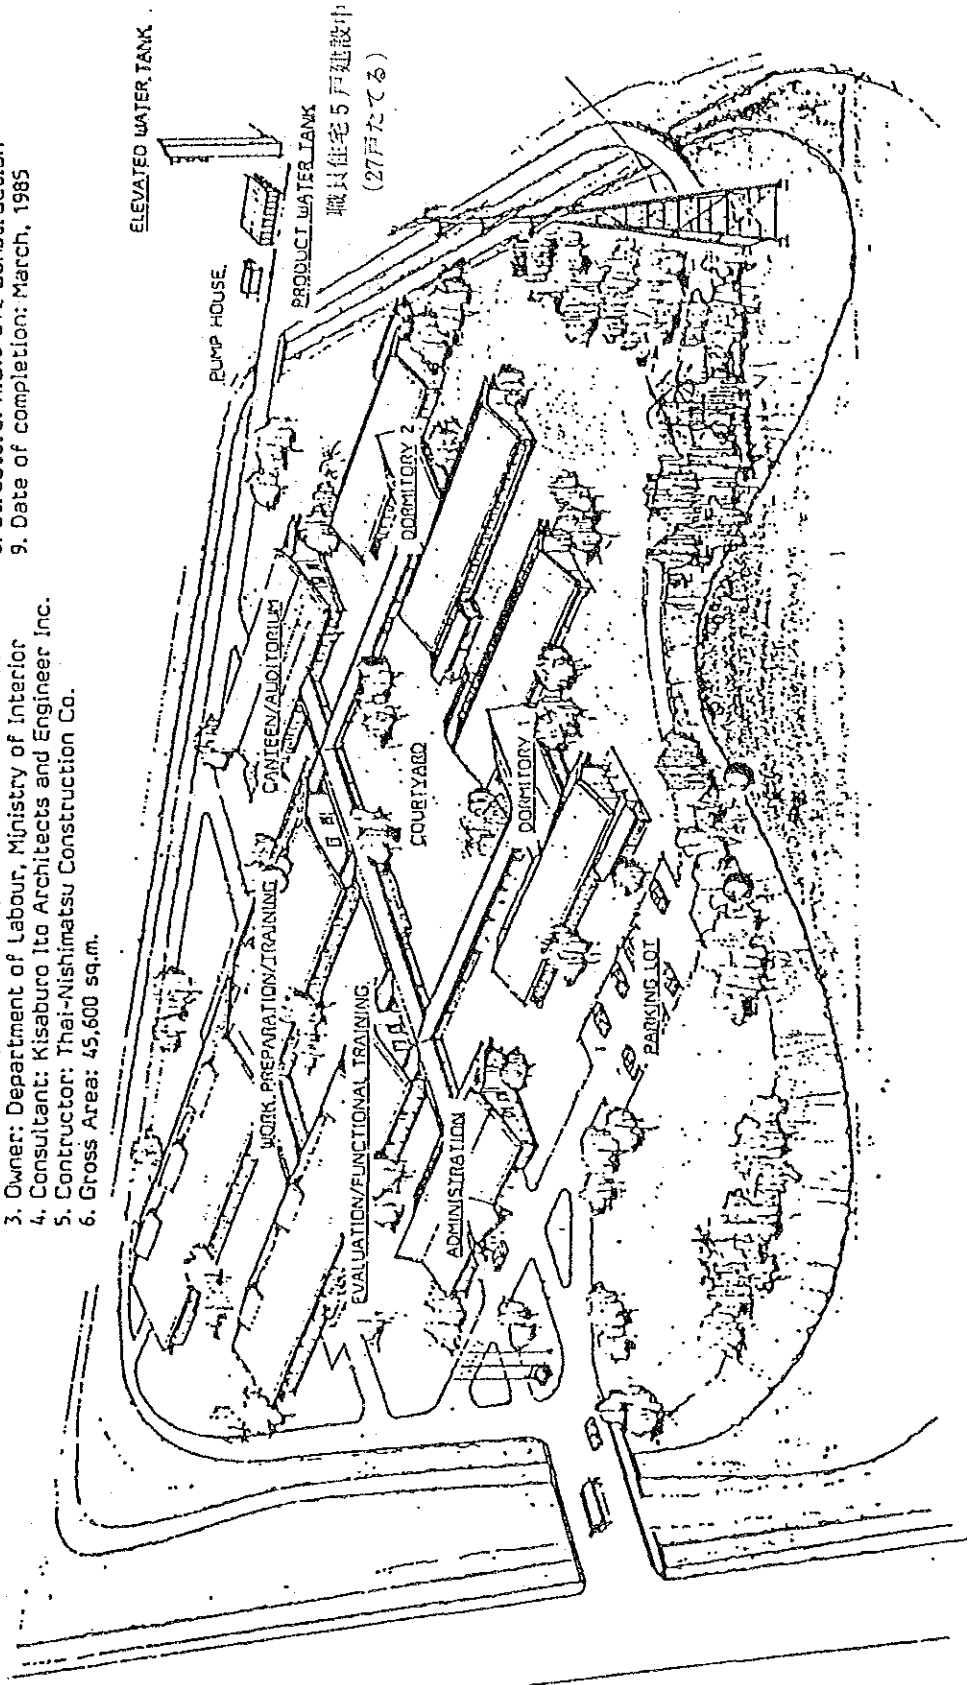 3. Owner: Department of Labour, Ministry of Interior
4. Consultant: Kisaburo Ito Architects and Engineer Inc.
5. Contructor: Thai-Nishimatsu Construction Co.
6. Gross Area: 45,600 sq.m.
9. Date of completion: March, 1985
ELEVATED WATER TANK
PUMP HOUSE
PRODUCT WATER TANK
職員住宅5戸建設中
(27戸たてる)
CANTEEN/AUDITORIUM
DORMITORY 2
WORK PREPARATION/TRAINING
COURTYARD
EVALUATION/FUNCTIONAL TRAINING
DORMITORY 1
ADMINISTRATION
PARKING LOT